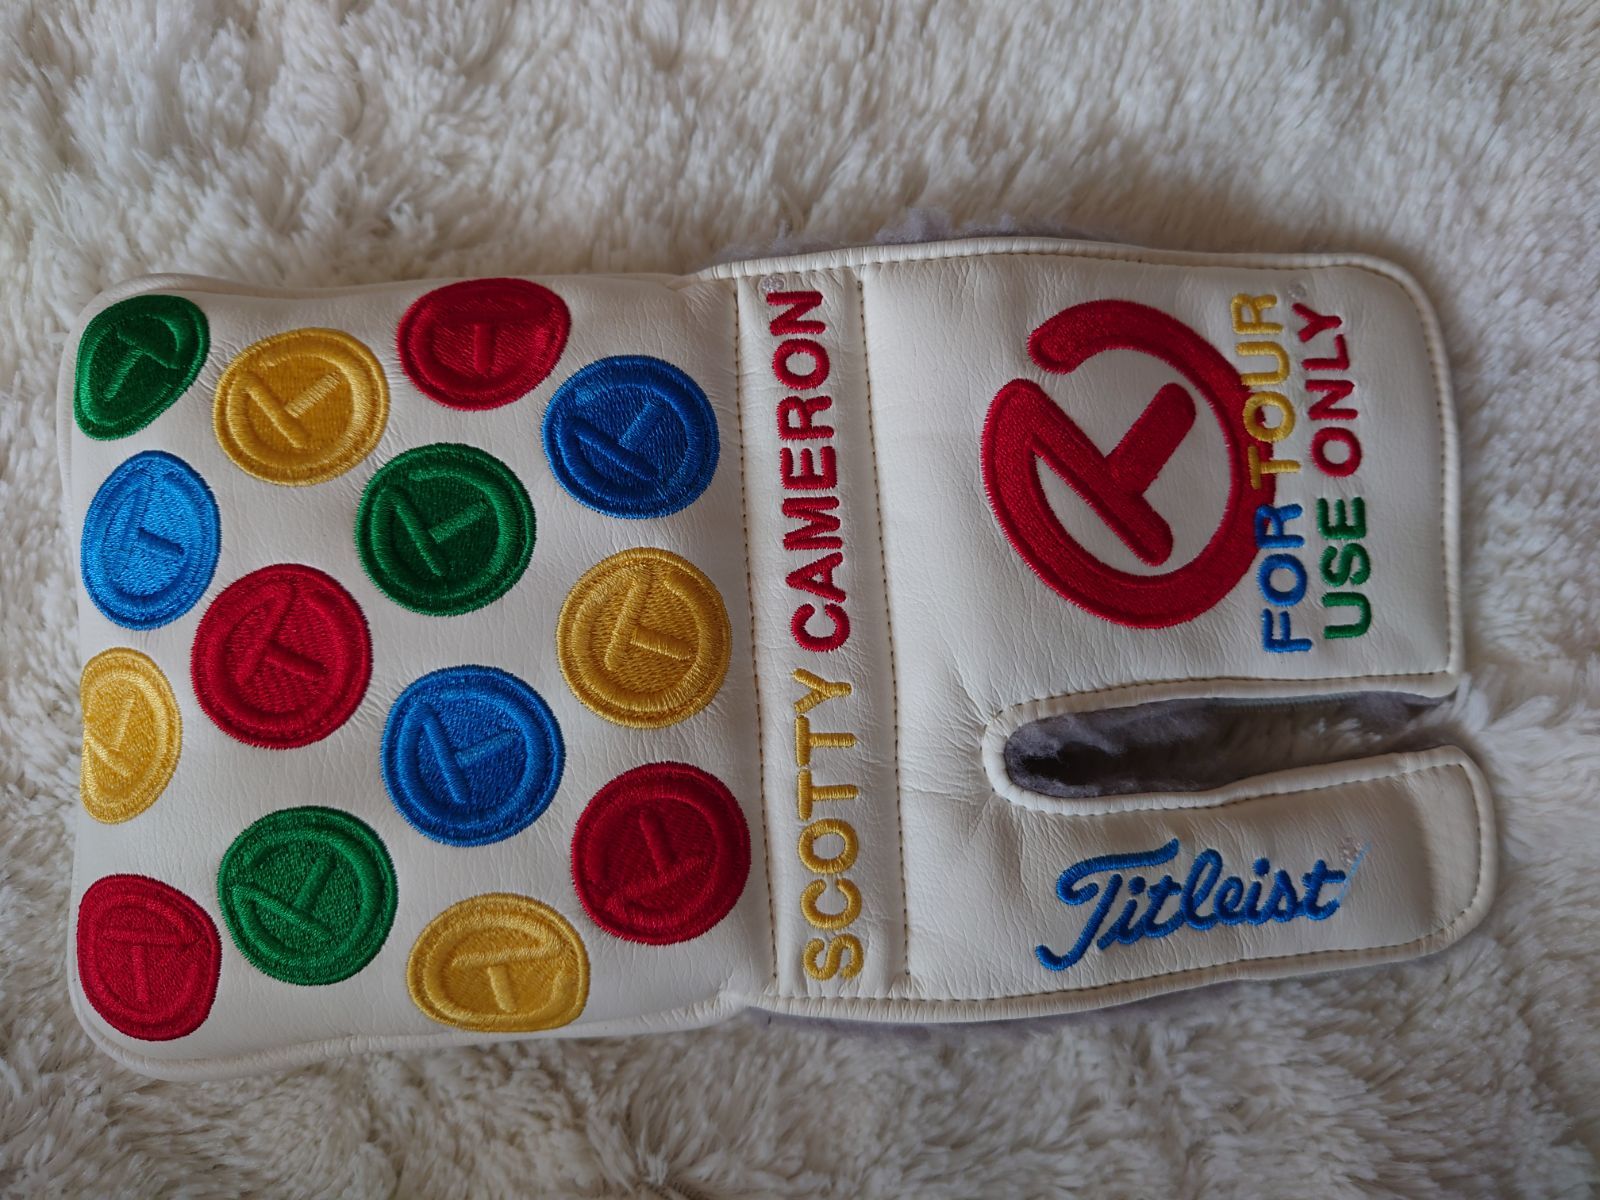 SCOTTY CAMERON
FOR TOUR
USE ONLY
Titleist